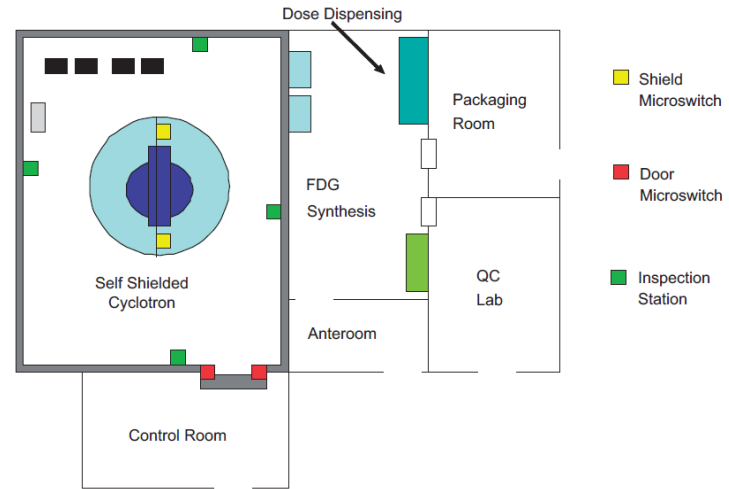 Dose Dispensing
Packaging
Room
FDG
Synthesis
Self Shielded
Cyclotron
QC
Lab
Anteroom
Control Room
Shield
Microswitch
Door
Microswitch
Inspection
Station